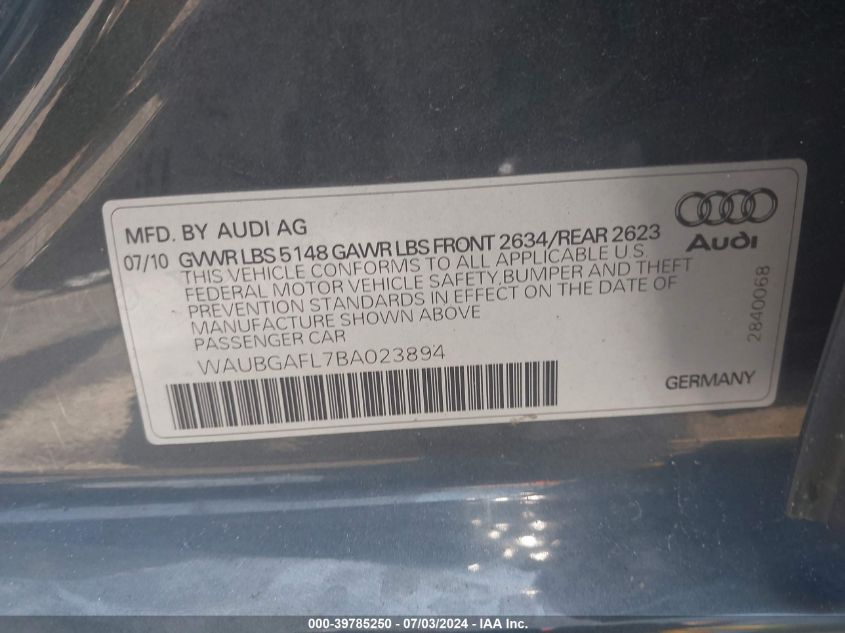 MFD. BY AUDI AG
07/10 GVWR LBS 5148 GAWR LBS FRONT 2634/REAR 2623
THIS VEHICLE CONFORMS TO ALL APPLICABLE U.S
FEDERAL MOTOR VEHICLE SAFETY,BUMPER AND THEFT
PREVENTION STANDARDS IN EFFECT ON THE DATE OF
MANUFACTURE SHOWN ABOVE
PASSENGER CAR
WAUBGAFL7BA023894
Audi
2840068
GERMANY
000-39785250 - 07/03/2024 - IAA Inc.